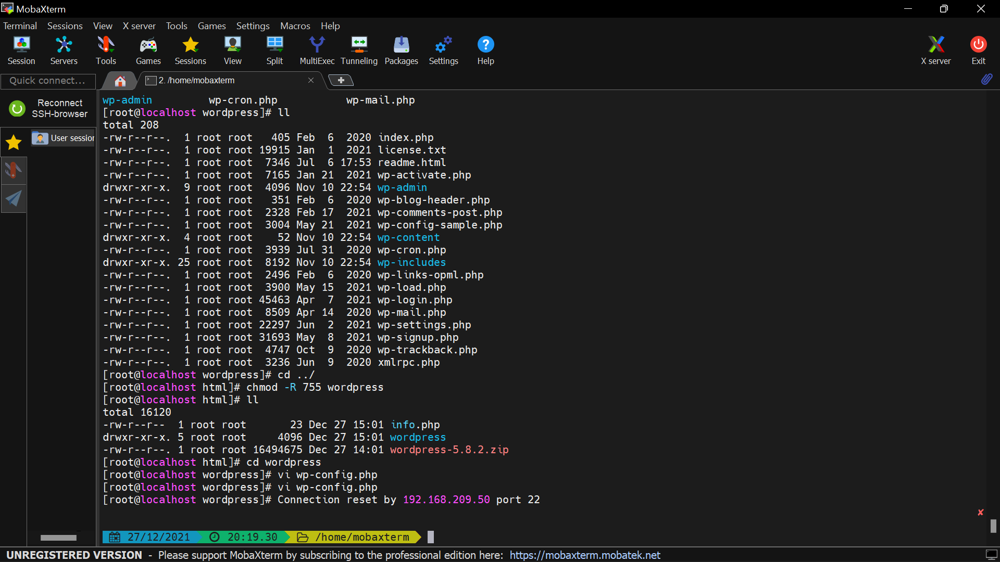 MobaXterm
Terminal Sessions View X server Tools Games Settings Macros Help
Session Servers Tools Games Sessions View Split MultiExec Tunneling Packages Settings Help X server Exit
Quick connect...
2. /home/mobaxterm
Reconnect
SSH-browser
User session
wp-admin wp-cron.php wp-mail.php
[root@localhost wordpress]# ll
total 208
-rw-r--r--. 1 root root 405 Feb 6 2020 index.php
-rw-r--r--. 1 root root 19915 Jan 1 2021 license.txt
-rw-r--r--. 1 root root 7346 Jul 6 17:53 readme.html
-rw-r--r--. 1 root root 7165 Jan 21 2021 wp-activate.php
drwxr-xr-x. 9 root root 4096 Nov 10 22:54 wp-admin
-rw-r--r--. 1 root root 351 Feb 6 2020 wp-blog-header.php
-rw-r--r--. 1 root root 2328 Feb 17 2021 wp-comments-post.php
-rw-r--r--. 1 root root 3004 May 21 2021 wp-config-sample.php
drwxr-xr-x. 4 root root 52 Nov 10 22:54 wp-content
-rw-r--r--. 1 root root 3939 Jul 31 2020 wp-cron.php
drwxr-xr-x. 25 root root 8192 Nov 10 22:54 wp-includes
-rw-r--r--. 1 root root 2496 Feb 6 2020 wp-links-opml.php
-rw-r--r--. 1 root root 3900 May 15 2021 wp-load.php
-rw-r--r--. 1 root root 45463 Apr 7 2021 wp-login.php
-rw-r--r--. 1 root root 8509 Apr 14 2020 wp-mail.php
-rw-r--r--. 1 root root 22297 Jun 2 2021 wp-settings.php
-rw-r--r--. 1 root root 31693 May 8 2021 wp-signup.php
-rw-r--r--. 1 root root 4747 Oct 9 2020 wp-trackback.php
-rw-r--r--. 1 root root 3236 Jun 9 2020 xmlrpc.php
[root@localhost wordpress]# cd ../
[root@localhost html]# chmod -R 755 wordpress
[root@localhost html]# ll
total 16120
-rw-r--r-- 1 root root 23 Dec 27 15:01 info.php
drwxr-xr-x. 5 root root 4096 Dec 27 15:01 wordpress
-rw-r--r--. 1 root root 16494675 Dec 27 14:01 wordpress-5.8.2.zip
[root@localhost html]# cd wordpress
[root@localhost wordpress]# vi wp-config.php
[root@localhost wordpress]# vi wp-config.php
[root@localhost wordpress]# Connection reset by 192.168.209.50 port 22
27/12/2021 20:19.30 /home/mobaxterm
UNREGISTERED VERSION - Please support MobaXterm by subscribing to the professional edition here: https://mobaxterm.mobatek.net